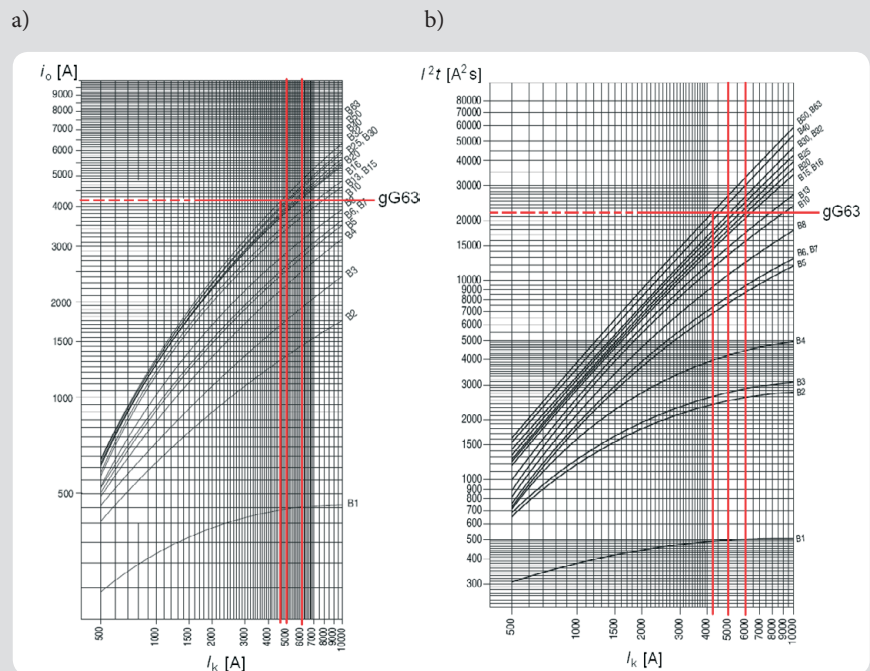 a)
b)
i₀ [A]
9000
8000
7000
6000
5000
4000
3000
2000
1500
1000
500
B63
B50
B40
B32
B25, B30
B20
B16
B13, B15
B10
B8
B6, B7
B5
B4
B3
B2
B1
gG63
500
1000
1500
2000
3000
4000
5000
6000
7000
8000
9000
10000
Iₖ [A]
I²t [A²s]
80000
70000
60000
50000
40000
30000
20000
15000
10000
9000
8000
7000
6000
5000
4000
3000
2000
1500
1000
900
800
700
600
500
400
300
B50, B63
B40
B30, B32
B25
B20
B15, B16
B13
B10
B8
B6, B7
B5
B4
B3
B2
B1
gG63
500
1000
1500
2000
3000
4000
5000
6000
7000
8000
9000
10000
Iₖ [A]